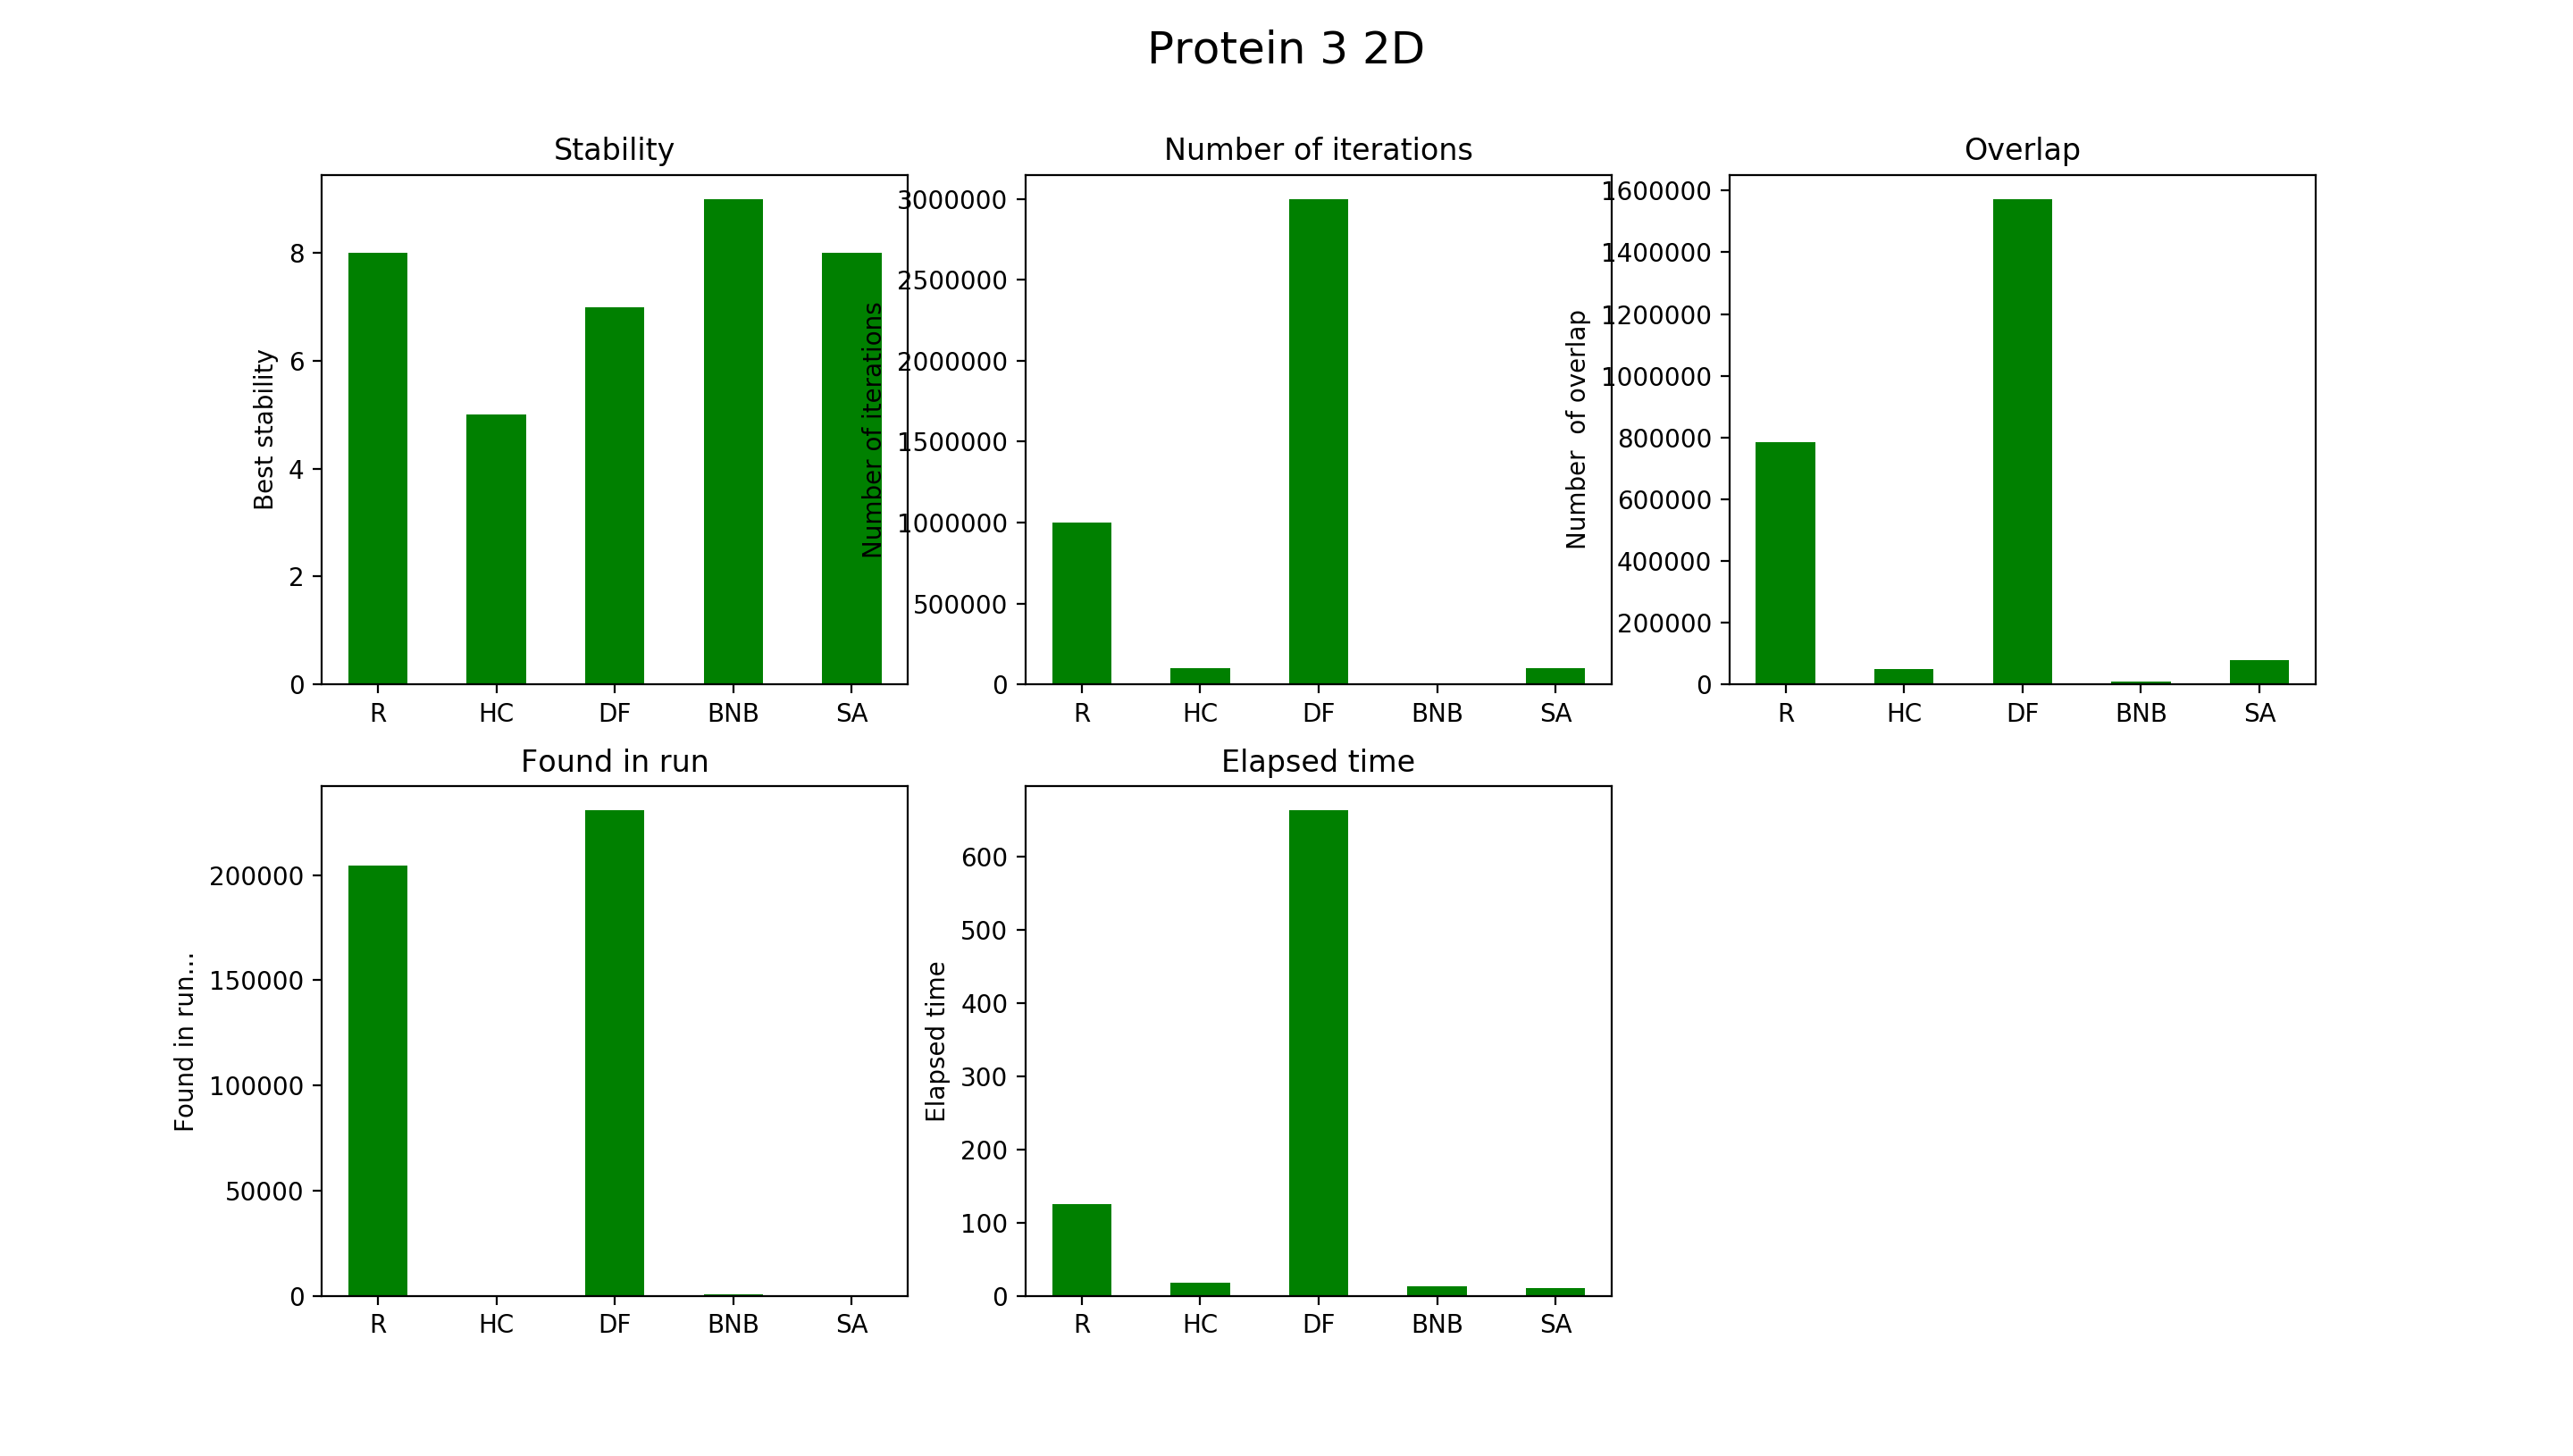 Protein 3 2D
Stability
Best stability
8
6
4
2
0
R HC DF BNB SA
Number of iterations
Number of iterations
3000000
2500000
2000000
1500000
1000000
500000
0
R HC DF BNB SA
Overlap
Number  of overlap
1600000
1400000
1200000
1000000
800000
600000
400000
200000
0
R HC DF BNB SA
Found in run
Found in run...
200000
150000
100000
50000
0
R HC DF BNB SA
Elapsed time
Elapsed time
600
500
400
300
200
100
0
R HC DF BNB SA